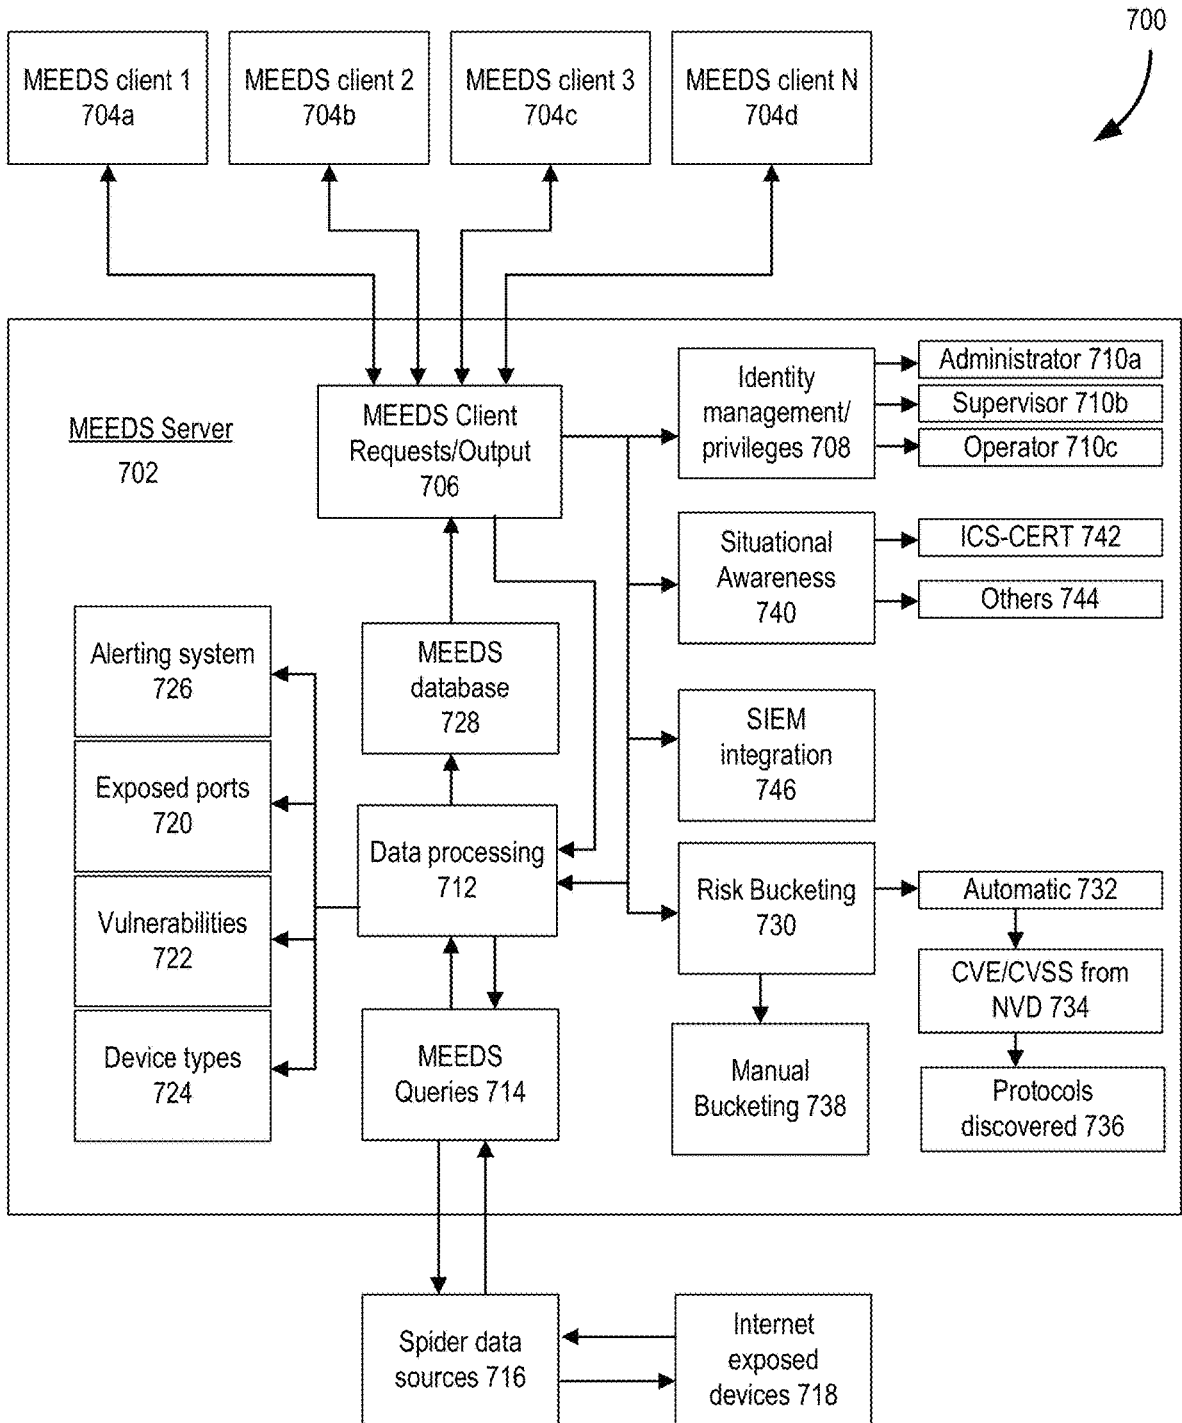 700
MEEDS client 1
704a
MEEDS client 2
704b
MEEDS client 3
704c
MEEDS client N
704d
MEEDS Server
702
MEEDS Client
Requests/Output
706
Identity
management/
privileges 708
Administrator 710a
Supervisor 710b
Operator 710c
Situational
Awareness
740
ICS-CERT 742
Others 744
Alerting system
726
MEEDS
database
728
SIEM
integration
746
Exposed ports
720
Data processing
712
Risk Bucketing
730
Automatic 732
Vulnerabilities
722
CVE/CVSS from
NVD 734
Device types
724
MEEDS
Queries 714
Manual
Bucketing 738
Protocols
discovered 736
Spider data
sources 716
Internet
exposed
devices 718